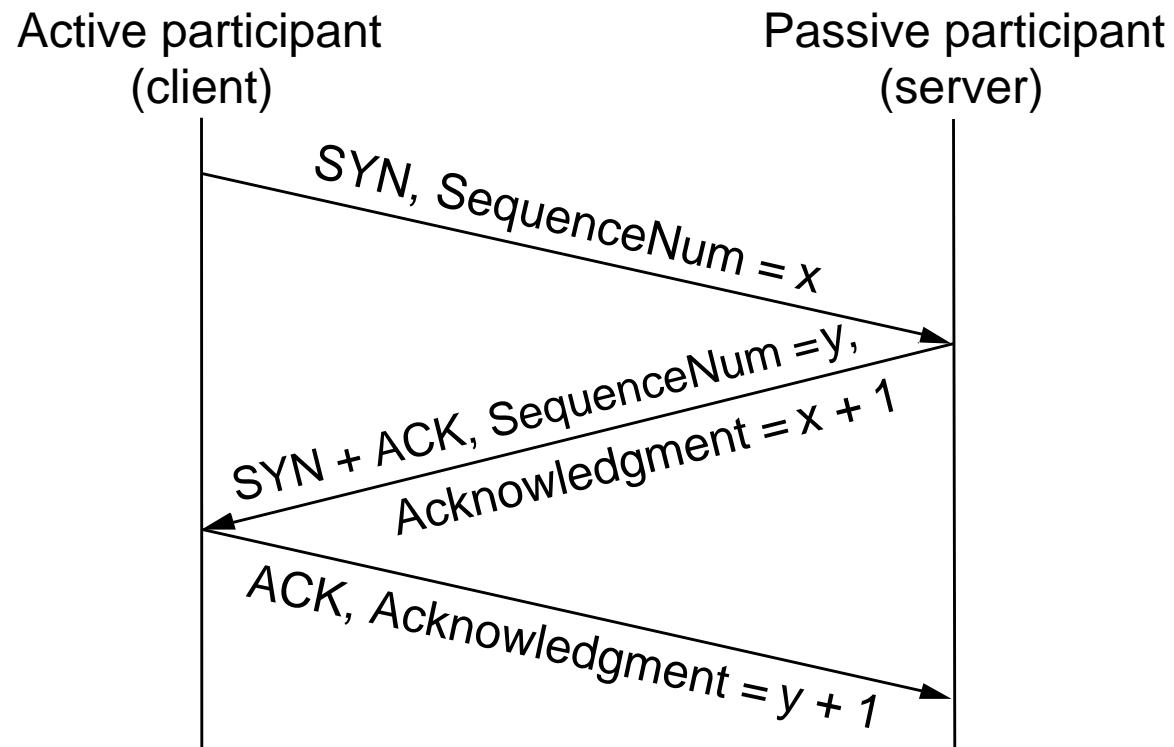 Active participant
(client)
Passive participant
(server)
SYN, SequenceNum = x
SYN + ACK, SequenceNum =y,
Acknowledgment = x + 1
ACK, Acknowledgment = y + 1